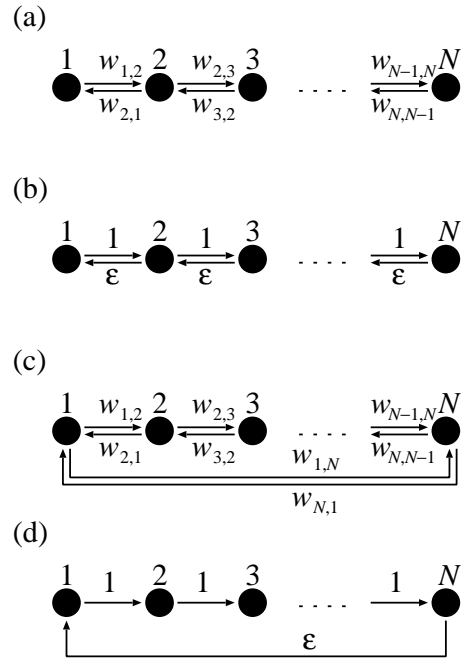 (a)
1 w1,2 2 w2,3 3 wN−1,N N
w2,1 w3,2 . . . . wN,N−1
(b)
1 1 2 1 3 1 N
ε ε . . . . ε
(c)
1 w1,2 2 w2,3 3 wN−1,N N
w2,1 w3,2 . . . . wN,N−1
w1,N
wN,1
(d)
1 1 2 1 3 1 N
. . . . .
ε